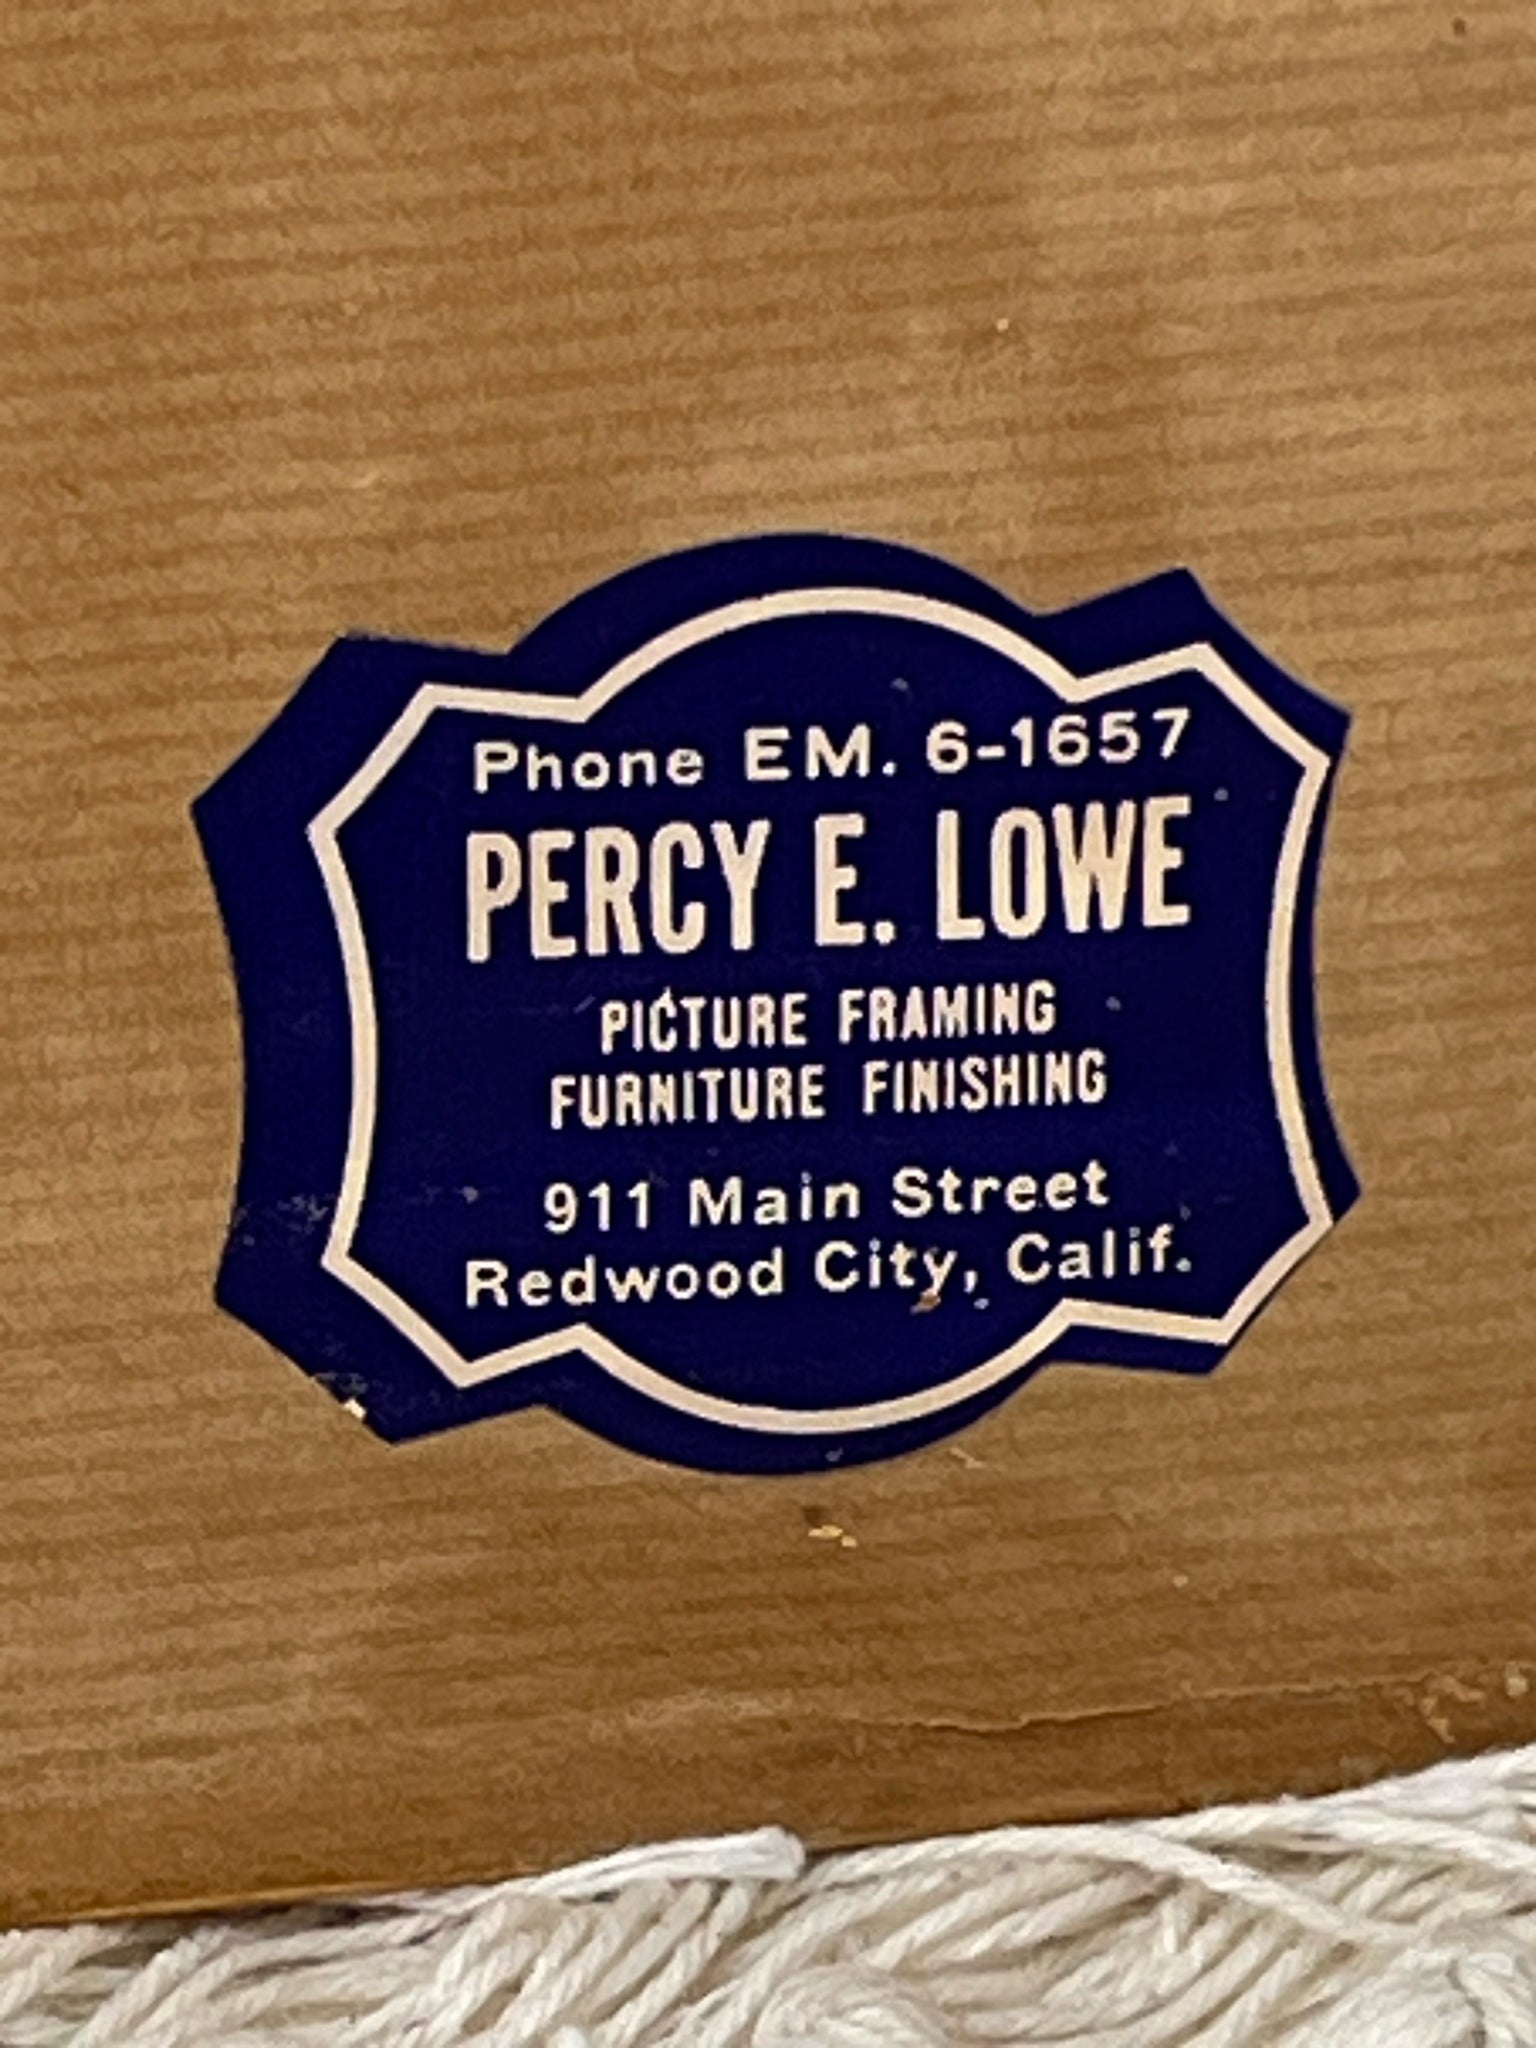 Phone EM. 6-1657
PERCY E. LOWE
PICTURE FRAMING
FURNITURE FINISHING
911 Main Street
Redwood City, Calif.